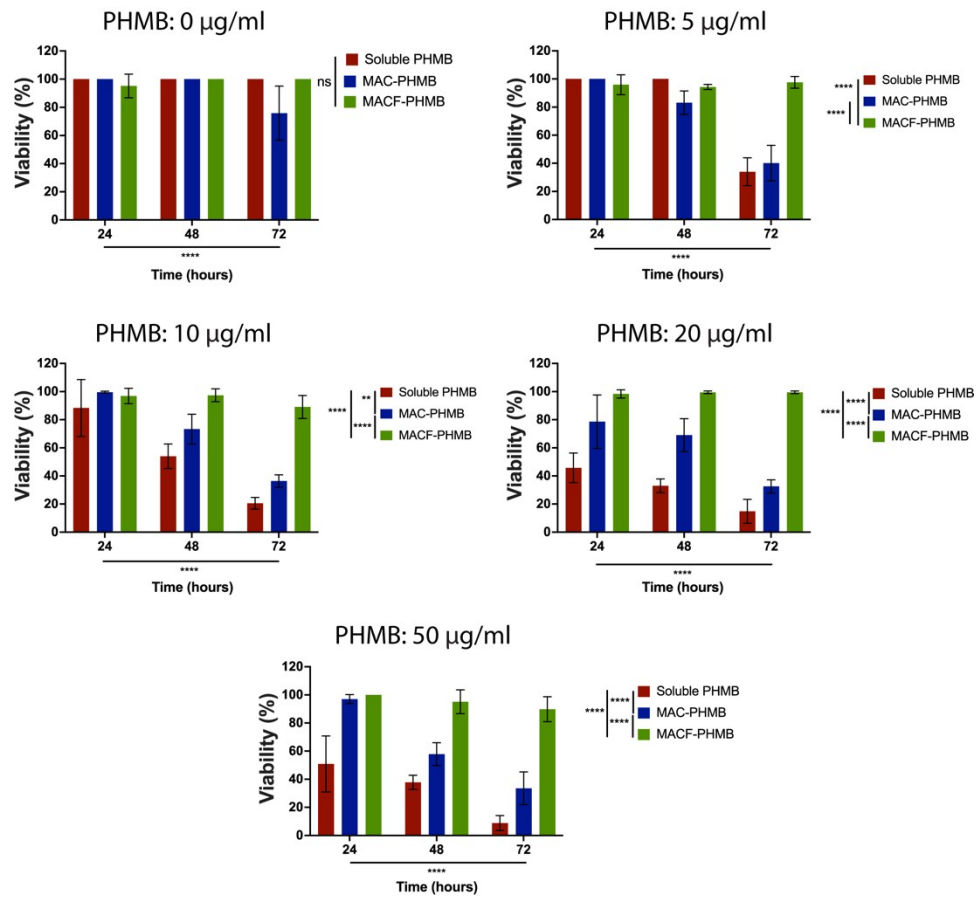 PHMB: 0 µg/ml
Viability (%)
120
100
80
60
40
20
0
24 48 72
****
Time (hours)
ns
Soluble PHMB
MAC-PHMB
MACF-PHMB
PHMB: 5 µg/ml
Viability (%)
120
100
80
60
40
20
0
24 48 72
****
Time (hours)
****
****
Soluble PHMB
MAC-PHMB
MACF-PHMB
PHMB: 10 µg/ml
Viability (%)
120
100
80
60
40
20
0
24 48 72
****
Time (hours)
****
**
****
Soluble PHMB
MAC-PHMB
MACF-PHMB
PHMB: 20 µg/ml
Viability (%)
120
100
80
60
40
20
0
24 48 72
****
Time (hours)
****
****
****
Soluble PHMB
MAC-PHMB
MACF-PHMB
PHMB: 50 µg/ml
Viability (%)
120
100
80
60
40
20
0
24 48 72
****
Time (hours)
****
****
****
Soluble PHMB
MAC-PHMB
MACF-PHMB